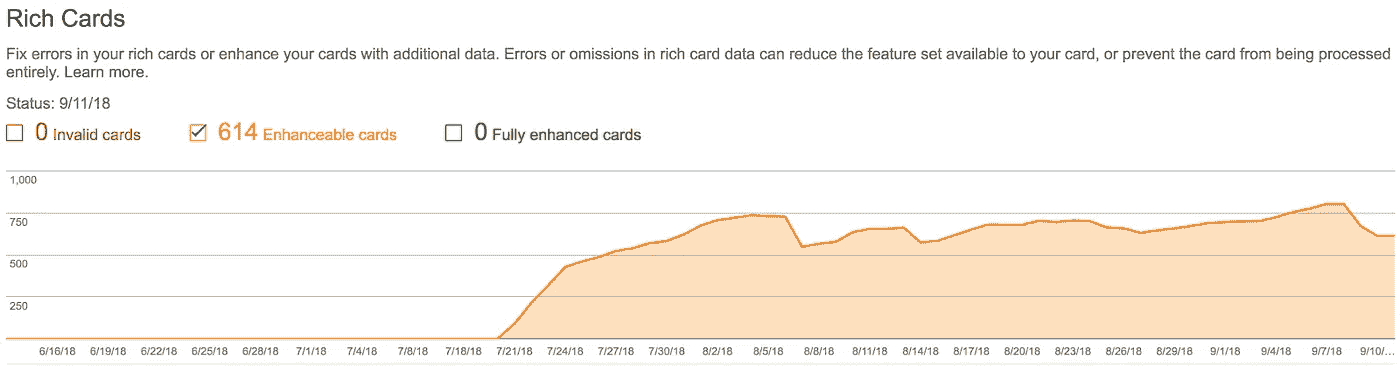 Rich Cards
Fix errors in your rich cards or enhance your cards with additional data. Errors or omissions in rich card data can reduce the feature set available to your card, or prevent the card from being processed
entirely. Learn more.
Status: 9/11/18
0 Invalid cards 614 Enhanceable cards 0 Fully enhanced cards
1,000
750
500
250
6/16/18 6/19/18 6/22/18 6/25/18 6/28/18 7/1/18 7/4/18 7/8/18 7/18/18 7/21/18 7/24/18 7/27/18 7/30/18 8/2/18 8/5/18 8/8/18 8/11/18 8/14/18 8/17/18 8/20/18 8/23/18 8/26/18 8/29/18 9/1/18 9/4/18 9/7/18 9/10/...